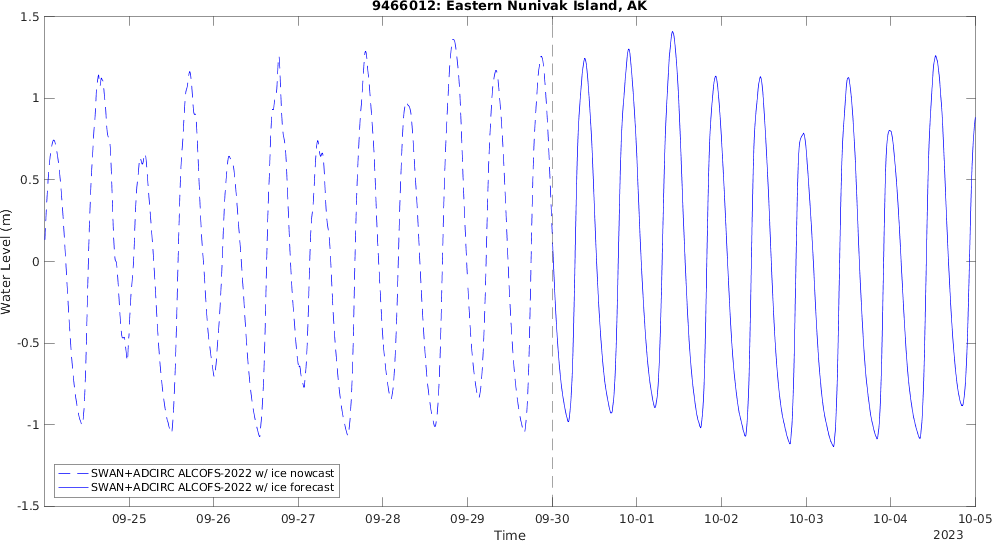 9466012: Eastern Nunivak Island, AK
1.5
1
0.5
0
-0.5
-1
-1.5
Water Level (m)
SWAN+ADCIRC ALCOFS-2022 w/ ice nowcast
SWAN+ADCIRC ALCOFS-2022 w/ ice forecast
09-25 09-26 09-27 09-28 09-29 09-30 10-01 10-02 10-03 10-04 10-05
Time
2023